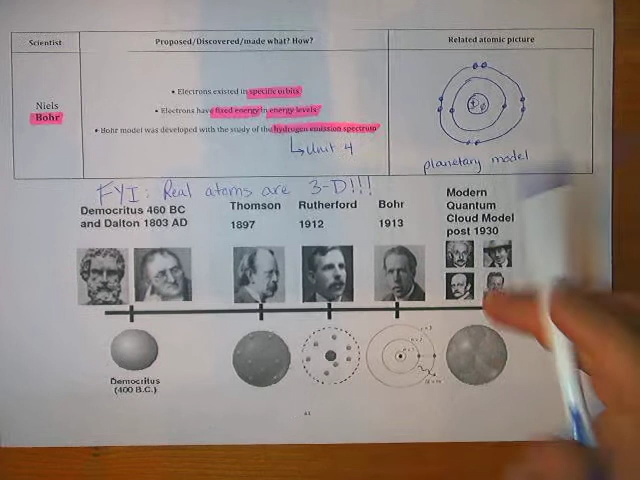 Scientist
Proposed/Discovered/made what? How?
Related atomic picture
Niels
Bohr
• Electrons existed in specific orbits
• Electrons have fixed energy in energy levels
• Bohr model was developed with the study of the hydrogen emission spectrum
Unit 4
planetary model
FYI: Real atoms are 3-D!!!
Democritus 460 BC
and Dalton 1803 AD
Thomson
1897
Rutherford
1912
Bohr
1913
Modern
Quantum
Cloud Model
post 1930
Democritus
(400 B.C.)